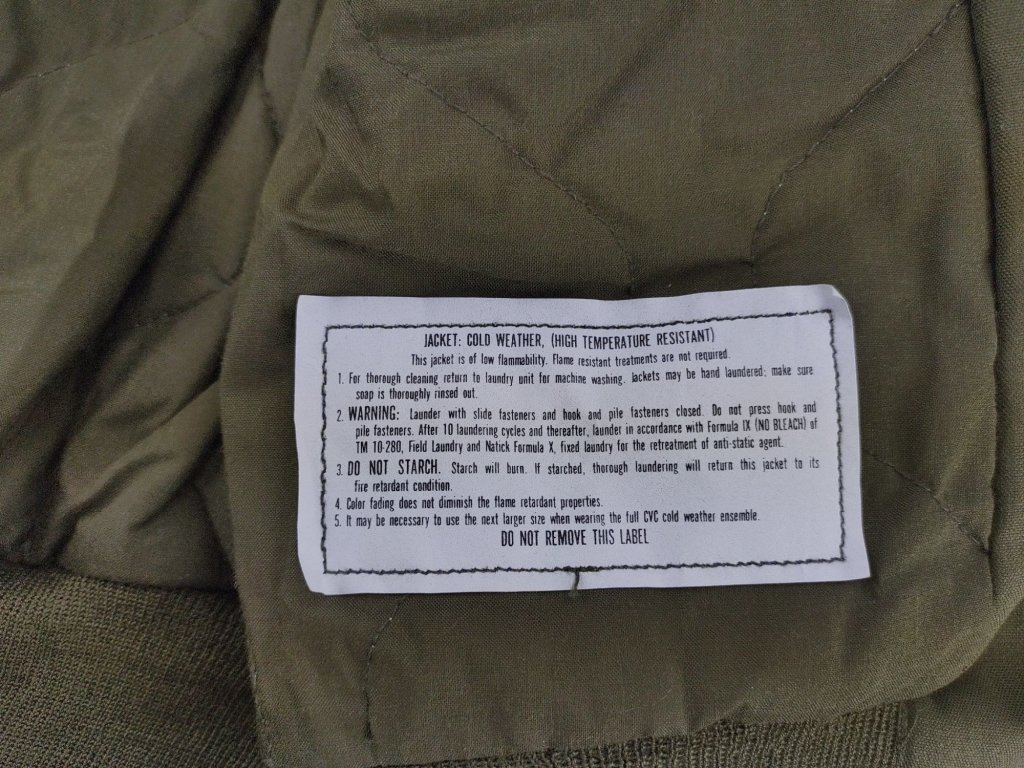 JACKET: COLD WEATHER, (HIGH TEMPERATURE RESISTANT)
This jacket is of low flammability. Flame resistant treatments are not required.
1. For thorough cleaning return to laundry unit for machine washing. Jackets may be hand laundered; make sure
soap is thoroughly rinsed out.
2. WARNING: Launder with slide fasteners and hook and pile fasteners closed. Do not press hook and
pile fasteners. After 10 laundering cycles and thereafter, launder in accordance with Formula IX (NO BLEACH) of
TM 10-280, Field Laundry and Natick Formula X, fixed laundry for the retreatment of anti-static agent.
3. DO NOT STARCH. Starch will burn. If starched, thorough laundering will return this jacket to its
fire retardant condition.
4. Color fading does not diminish the flame retardant properties.
5. It may be necessary to use the next larger size when wearing the full CVC cold weather ensemble.
DO NOT REMOVE THIS LABEL